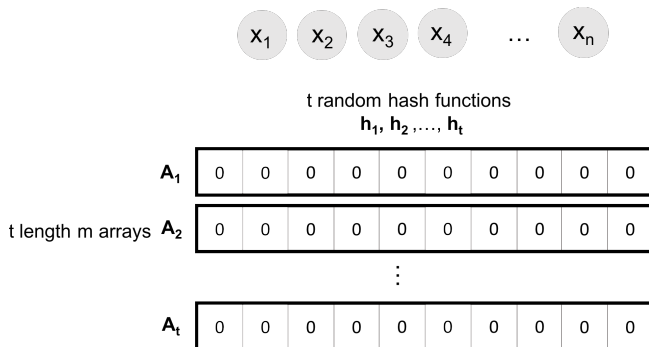 x₁ x₂ x₃ x₄ … xₙ
t random hash functions
h₁, h₂ ,…, hₜ
A₁ 0 0 0 0 0 0 0 0 0 0
t length m arrays A₂ 0 0 0 0 0 0 0 0 0 0
⋮
Aₜ 0 0 0 0 0 0 0 0 0 0